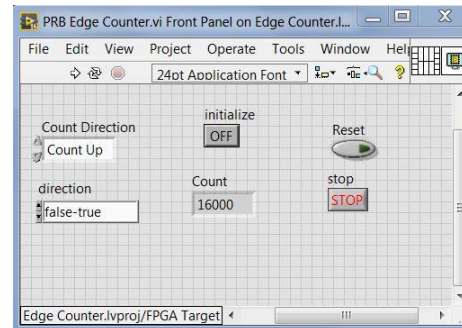 PRB Edge Counter.vi Front Panel on Edge Counter.l...
File Edit View Project Operate Tools Window Help
24pt Application Font
initialize
OFF
Count Direction
Count Up
Reset
direction
false-true
Count
16000
stop
STOP
Edge Counter.lvproj/FPGA Target